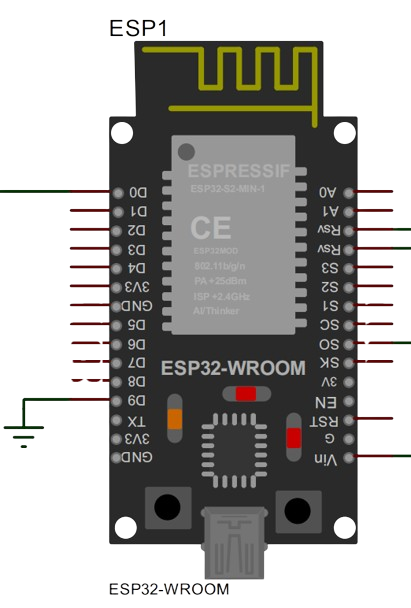 ESP1
ESPRESSIF
ESP32-S2-MIN-1
CE
ESP32MOD
802.11b/g/n
PA +25dBm
ISP +2.4GHz
AI/Thinker
D0
D1
D2
D3
D4
3V3
GND
D5
D6
D7
D8
D9
TX
3V3
GND
A0
A1
Rsv
Rsv
S3
S2
S1
SC
SO
SK
3V
EN
RST
G
Vin
ESP32-WROOM
ESP32-WROOM